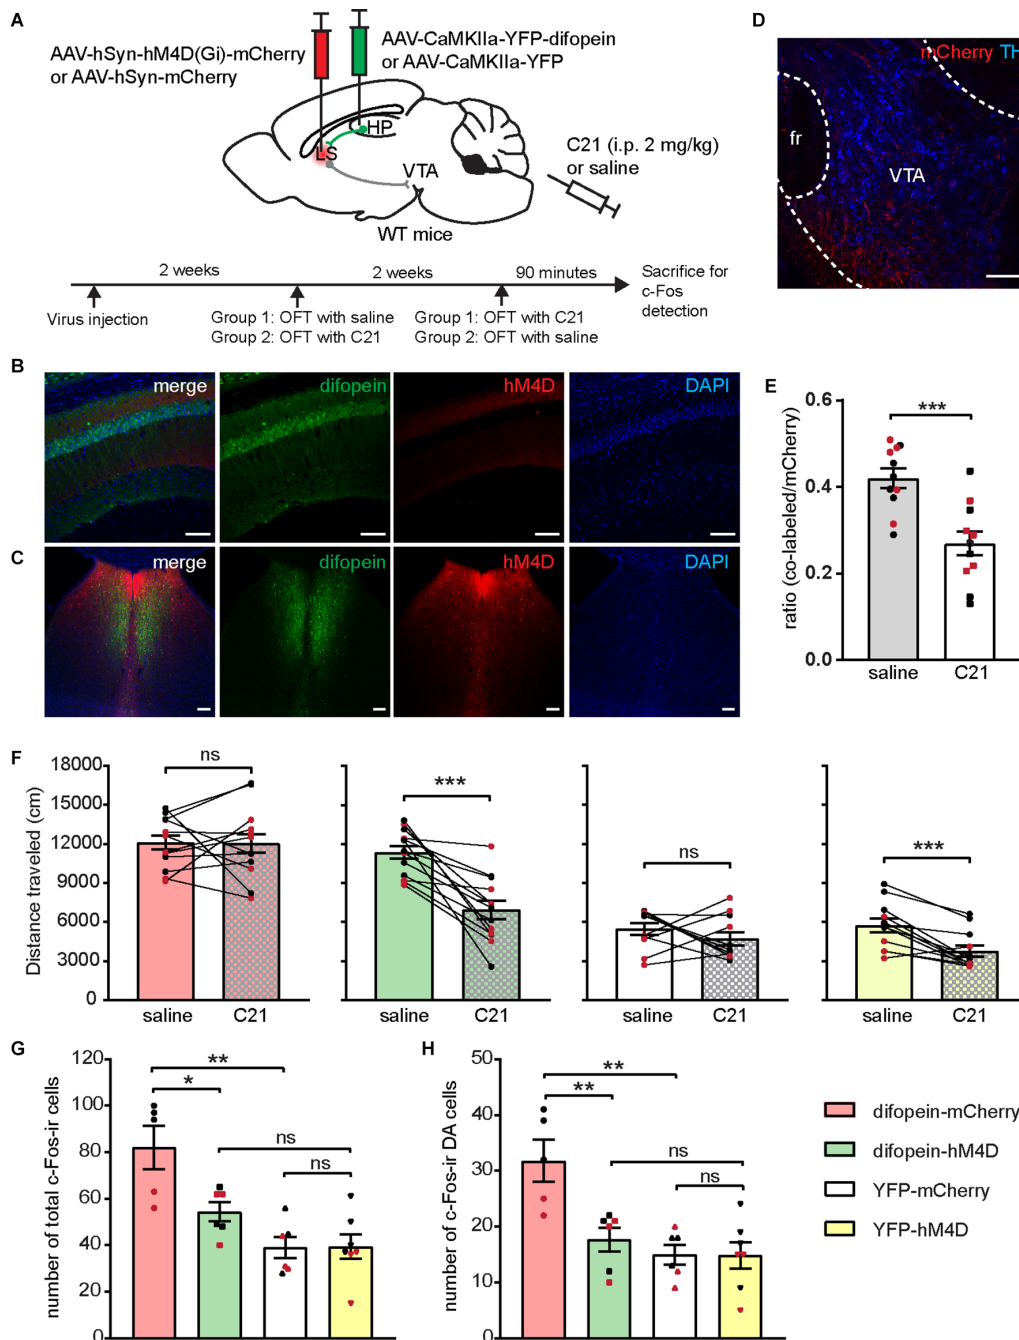 A
AAV-hSyn-hM4D(Gi)-mCherry
or AAV-hSyn-mCherry
AAV-CaMKIIa-YFP-difopein
or AAV-CaMKIIa-YFP
HP
LS
VTA
C21 (i.p. 2 mg/kg)
or saline
WT mice
2 weeks
2 weeks
90 minutes
Sacrifice for
c-Fos
detection
Virus injection
Group 1: OFT with saline
Group 2: OFT with C21
Group 1: OFT with C21
Group 2: OFT with saline
D
mCherry TH
fr
VTA
B
merge
difopein
hM4D
DAPI
C
merge
difopein
hM4D
DAPI
E
ratio (co-labeled/mCherry)
0.6
0.4
0.2
0.0
***
saline
C21
F
Distance traveled (cm)
18000
15000
12000
9000
6000
3000
0
ns
saline
C21
***
saline
C21
ns
saline
C21
***
saline
C21
G
number of total c-Fos-ir cells
120
100
80
60
40
20
0
**
*
ns
ns
H
number of c-Fos-ir DA cells
50
40
30
20
10
0
**
**
ns
ns
difopein-mCherry
difopein-hM4D
YFP-mCherry
YFP-hM4D